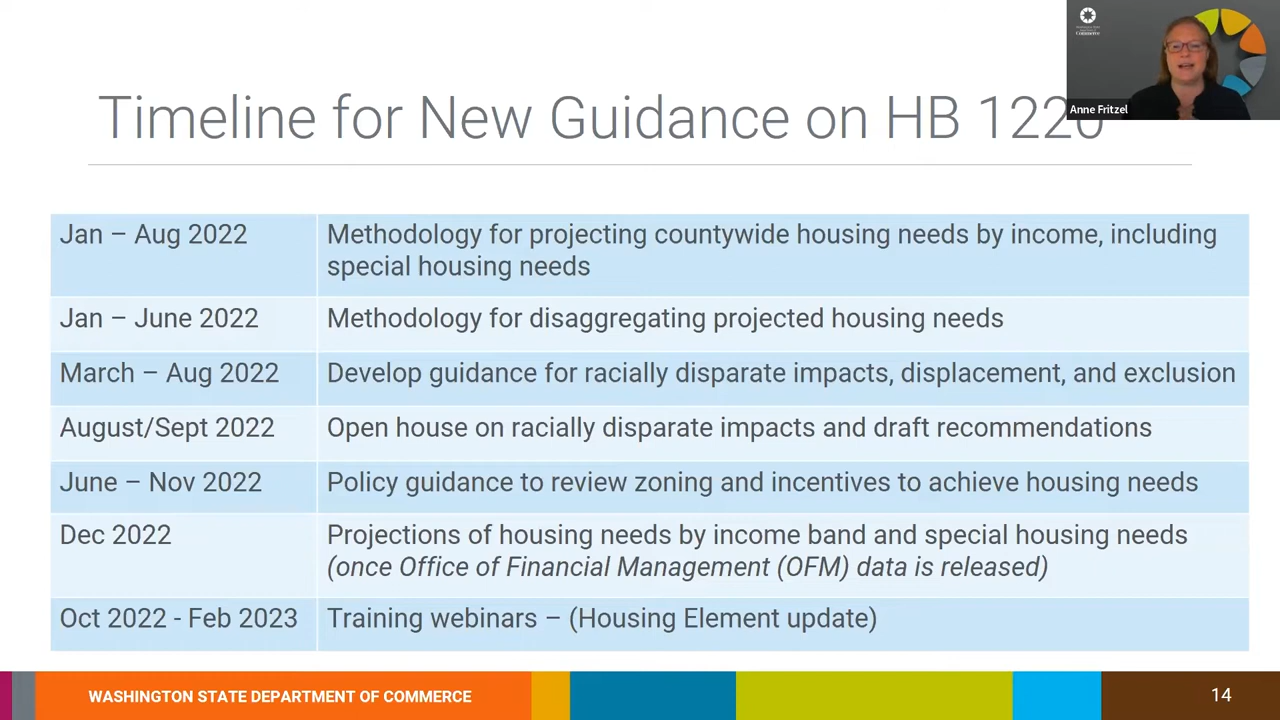 Timeline for New Guidance on HB 1220
Commerce
Anne Fritzel
Jan – Aug 2022
Methodology for projecting countywide housing needs by income, including
special housing needs
Jan – June 2022
Methodology for disaggregating projected housing needs
March – Aug 2022
Develop guidance for racially disparate impacts, displacement, and exclusion
August/Sept 2022
Open house on racially disparate impacts and draft recommendations
June – Nov 2022
Policy guidance to review zoning and incentives to achieve housing needs
Dec 2022
Projections of housing needs by income band and special housing needs
(once Office of Financial Management (OFM) data is released)
Oct 2022 - Feb 2023
Training webinars – (Housing Element update)
WASHINGTON STATE DEPARTMENT OF COMMERCE
14